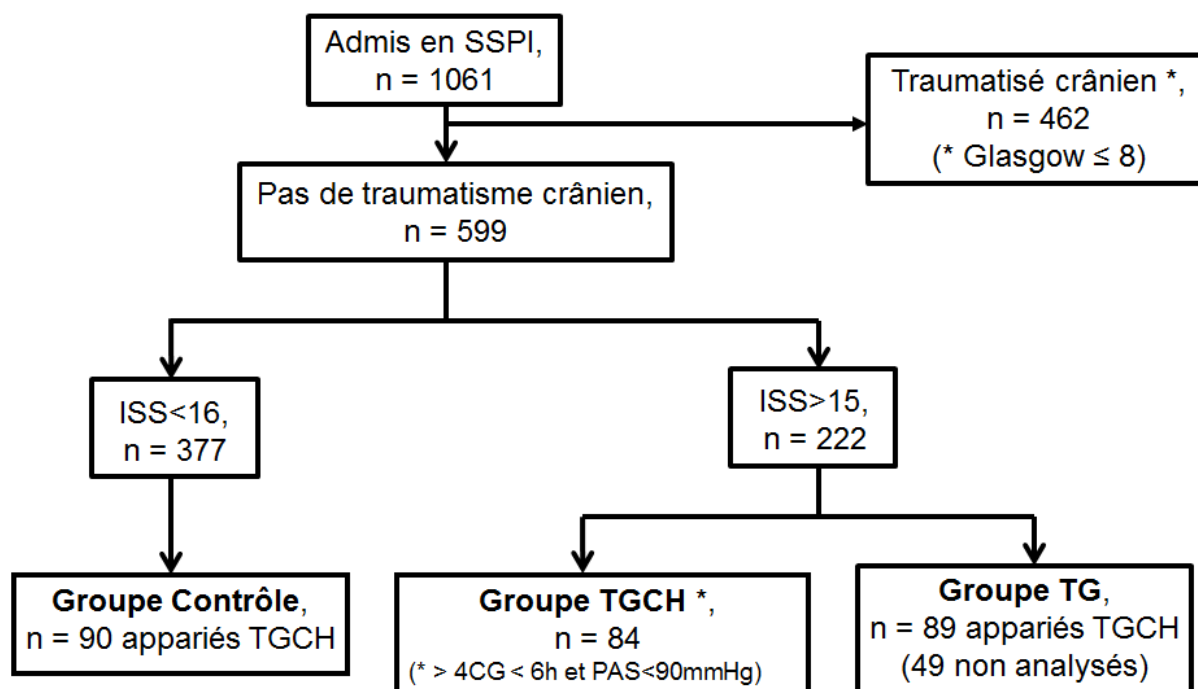 Admis en SSPI,
n = 1061
Traumatisé crânien *,
n = 462
(* Glasgow ≤ 8)
Pas de traumatisme crânien,
n = 599
ISS<16,
n = 377
ISS>15,
n = 222
Groupe Contrôle,
n = 90 appariés TGCH
Groupe TGCH *,
n = 84
(* > 4CG < 6h et PAS<90mmHg)
Groupe TG,
n = 89 appariés TGCH
(49 non analysés)